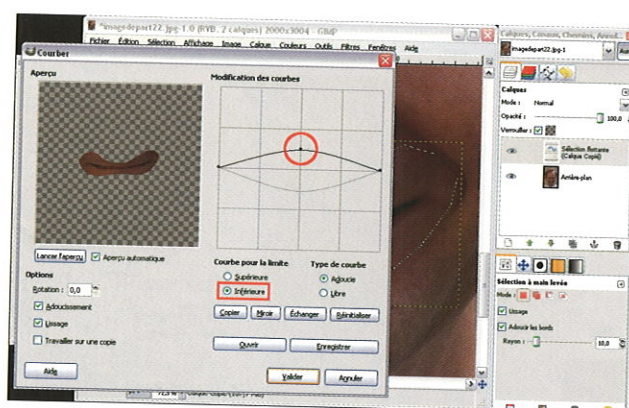 *imagedepart22.jpg-1.0 (RVB, 2 calques) 2000x3004 - GIMP
Fichier Édition Sélection Affichage Image Calque Couleurs Outils Filtres Fenêtres Aide
Courber
Aperçu
Modification des courbes
Lancer l'aperçu
Aperçu automatique
Options
Rotation : 0,0
Adoucissement
Lissage
Travailler sur une copie
Courbe pour la limite
Supérieure
Inférieure
Type de courbe
Adoucie
Libre
Copier Miroir Échanger Réinitialiser
Ouvrir Enregistrer
Aide Valider Annuler
Calques, Canaux, Chemins, Annul...
imagedepart22.jpg-1
Calques
Mode : Normal
Opacité : 100,0
Verrouiller :
Sélection flottante
(Calque Copié)
Arrière-plan
Sélection à main levée
Mode :
Lissage
Adoucir les bords
Rayon : 10,0